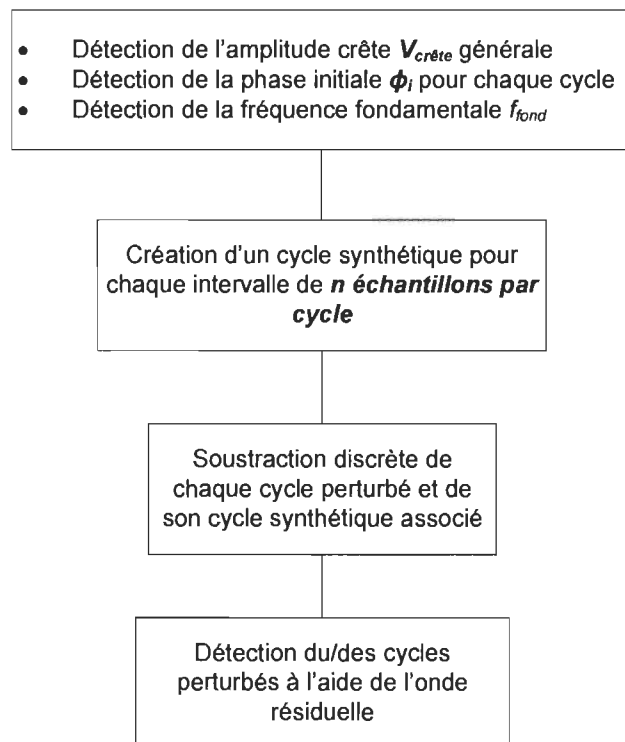 • Détection de l'amplitude crête V_crête générale
• Détection de la phase initiale ϕ_i pour chaque cycle
• Détection de la fréquence fondamentale f_fond
Création d'un cycle synthétique pour
chaque intervalle de n échantillons par
cycle
Soustraction discrète de
chaque cycle perturbé et de
son cycle synthétique associé
Détection du/des cycles
perturbés à l'aide de l'onde
résiduelle